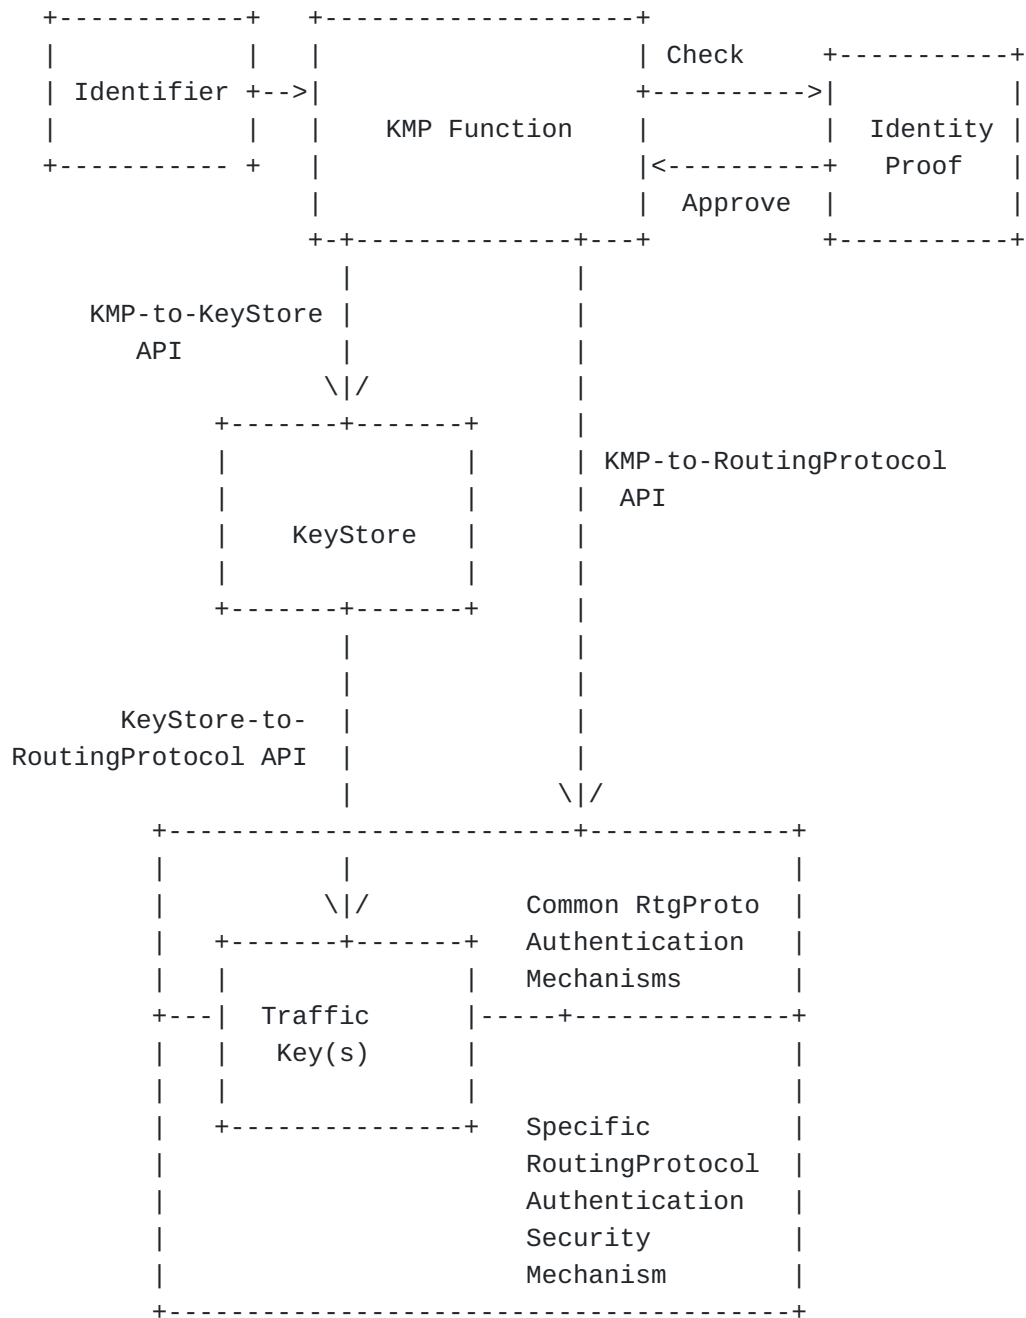 Check
Identifier
KMP Function
Identity
Proof
Approve
KMP-to-KeyStore
API
KMP-to-RoutingProtocol
API
KeyStore
KeyStore-to-
RoutingProtocol API
Common RtgProto
Authentication
Mechanisms
Traffic
Key(s)
Specific
RoutingProtocol
Authentication
Security
Mechanism